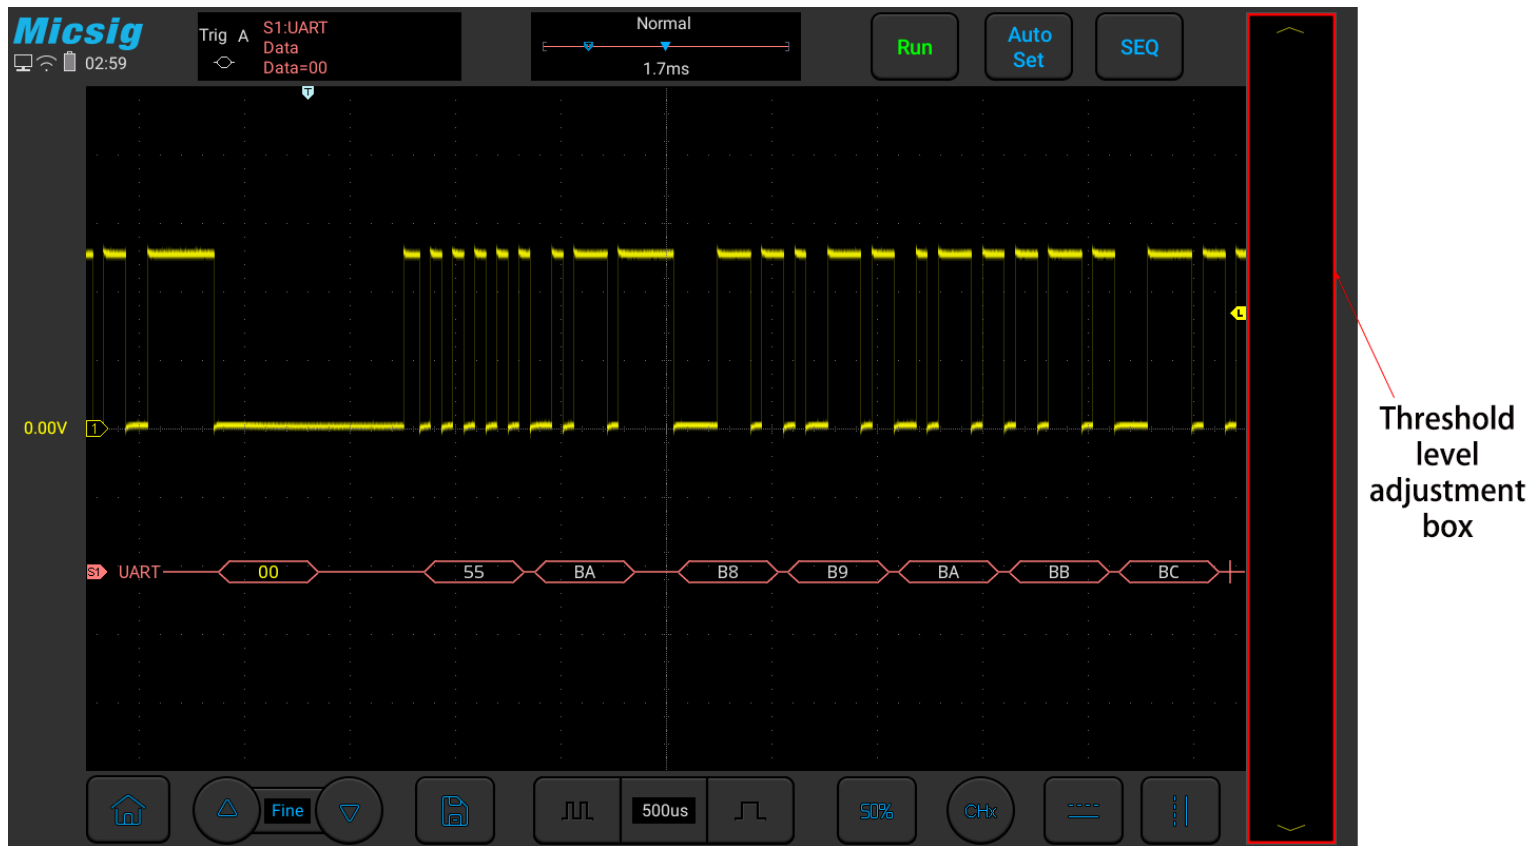 Micsig
02:59
Trig A
S1:UART
Data
Data=00
Normal
T
1.7ms
Run
Auto
Set
SEQ
T
L
0.00V
1
S1 UART 00 55 BA B8 B9 BA BB BC
Threshold
level
adjustment
box
Fine
500us
50%
CHx